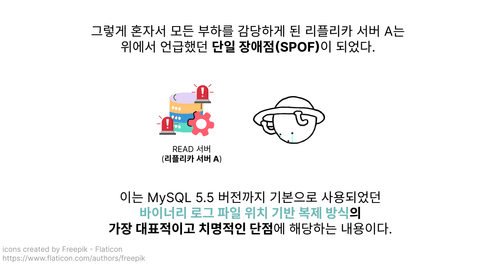 그렇게 혼자서 모든 부하를 감당하게 된 리플리카 서버 A는
위에서 언급했던 단일 장애점(SPOF)이 되었다.
READ 서버
(리플리카 서버 A)
이는 MySQL 5.5 버전까지 기본으로 사용되었던
바이너리 로그 파일 위치 기반 복제 방식의
가장 대표적이고 치명적인 단점에 해당하는 내용이다.
icons created by Freepik - Flaticon
https://www.flaticon.com/authors/freepik